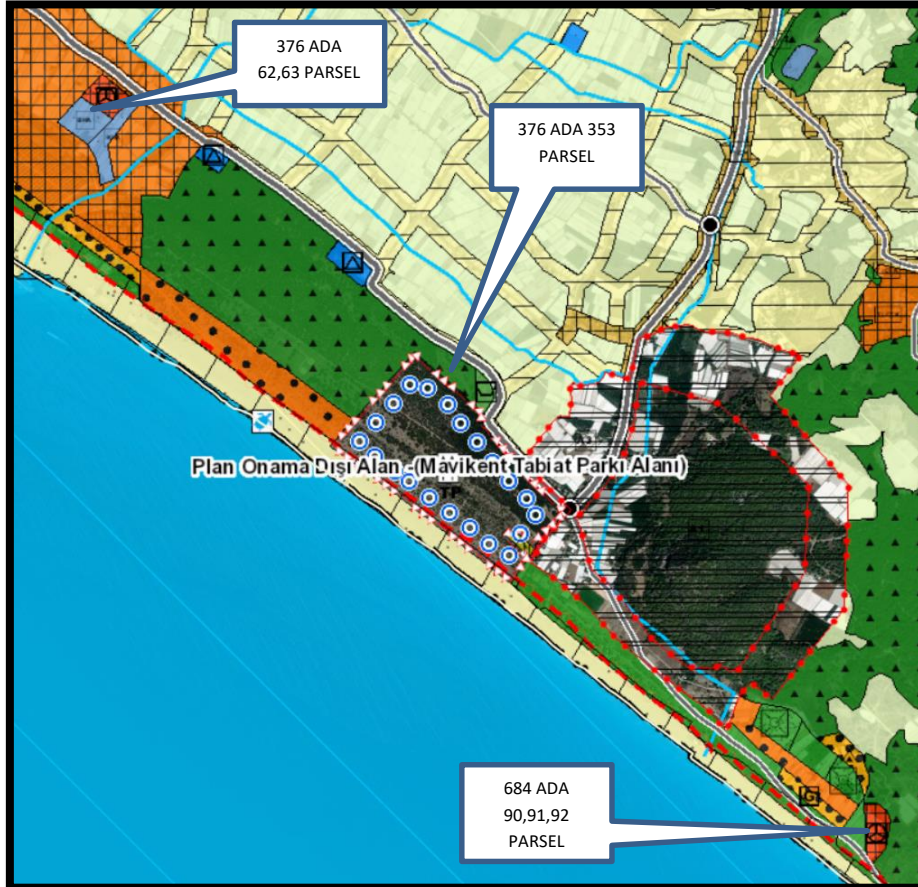 376 ADA
62,63 PARSEL
376 ADA 353
PARSEL
Plan Onama Dışı Alan -(Mavikent Tabiat Parkı Alanı)
684 ADA
90,91,92
PARSEL